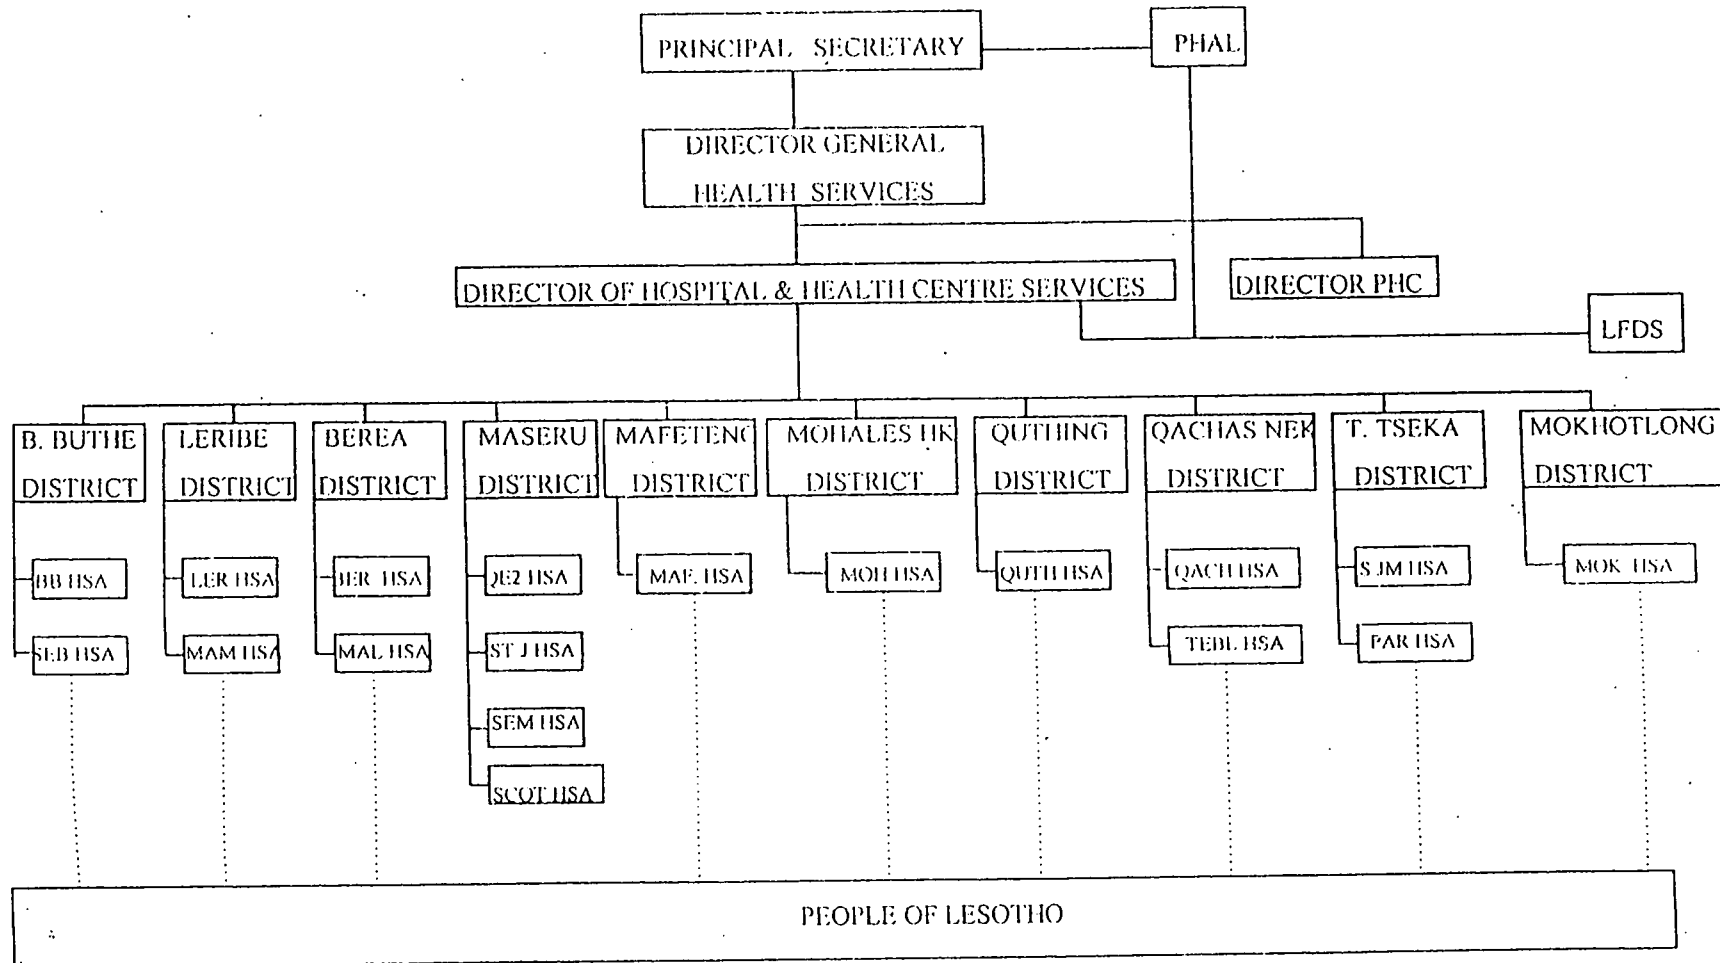 PRINCIPAL SECRETARY
PHAL
DIRECTOR GENERAL
HEALTH SERVICES
DIRECTOR OF HOSPITAL & HEALTH CENTRE SERVICES
DIRECTOR PHC
LFDS
B. BUTHE
DISTRICT
LERIBE
DISTRICT
BEREA
DISTRICT
MASERU
DISTRICT
MAFETENG
DISTRICT
MOHALES HK
DISTRICT
QUTHING
DISTRICT
QACHAS NEK
DISTRICT
T. TSEKA
DISTRICT
MOKHOTLONG
DISTRICT
BB HSA
LER HSA
BER HSA
QE2 HSA
MAF. HSA
MOH HSA
QUTH HSA
QACH HSA
SJM HSA
MOK HSA
SEB HSA
MAM HSA
MAL HSA
ST J HSA
TEBL HSA
PAR HSA
SEM HSA
SCOT HSA
PEOPLE OF LESOTHO